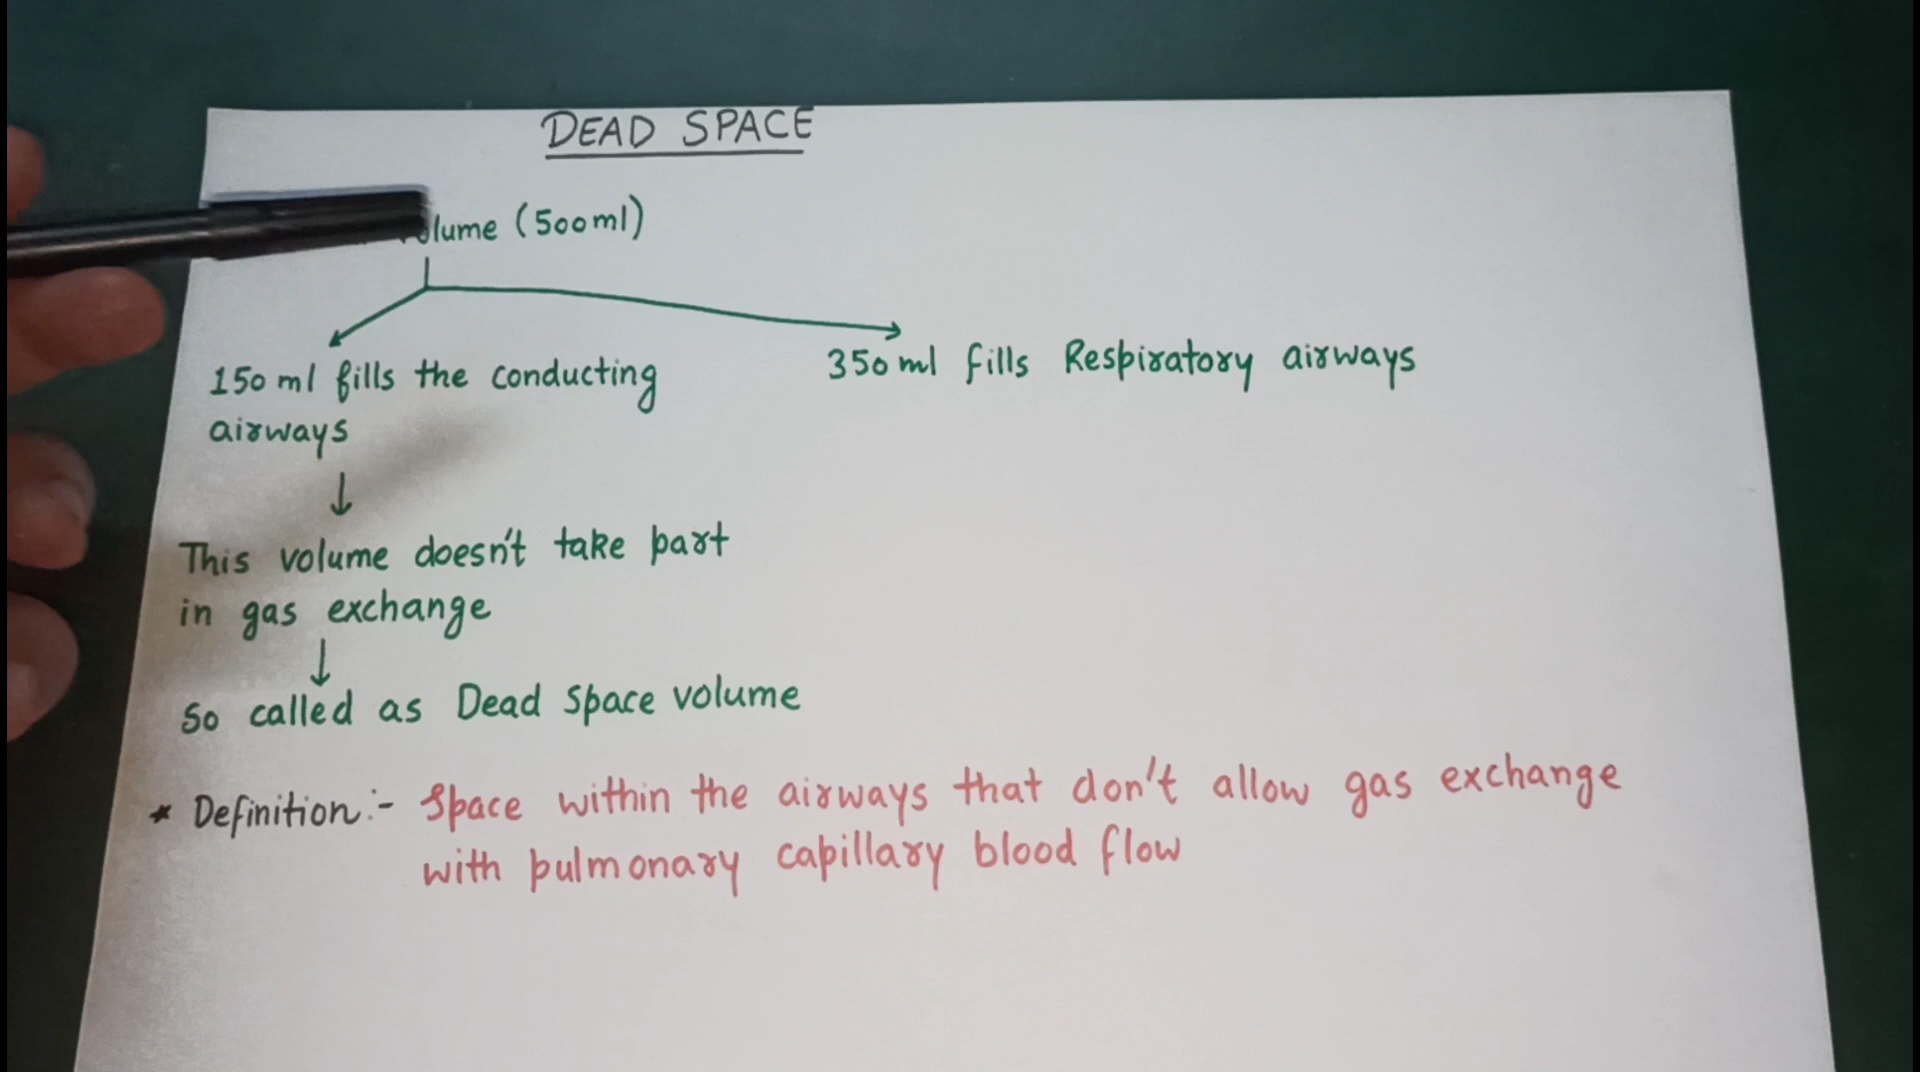 DEAD SPACE
volume (500ml)
150 ml fills the conducting
airways
350 ml fills Respiratory airways
↓
This volume doesn't take part
in gas exchange
↓
So called as Dead Space volume
* Definition:- Space within the airways that don't allow gas exchange
with pulmonary capillary blood flow